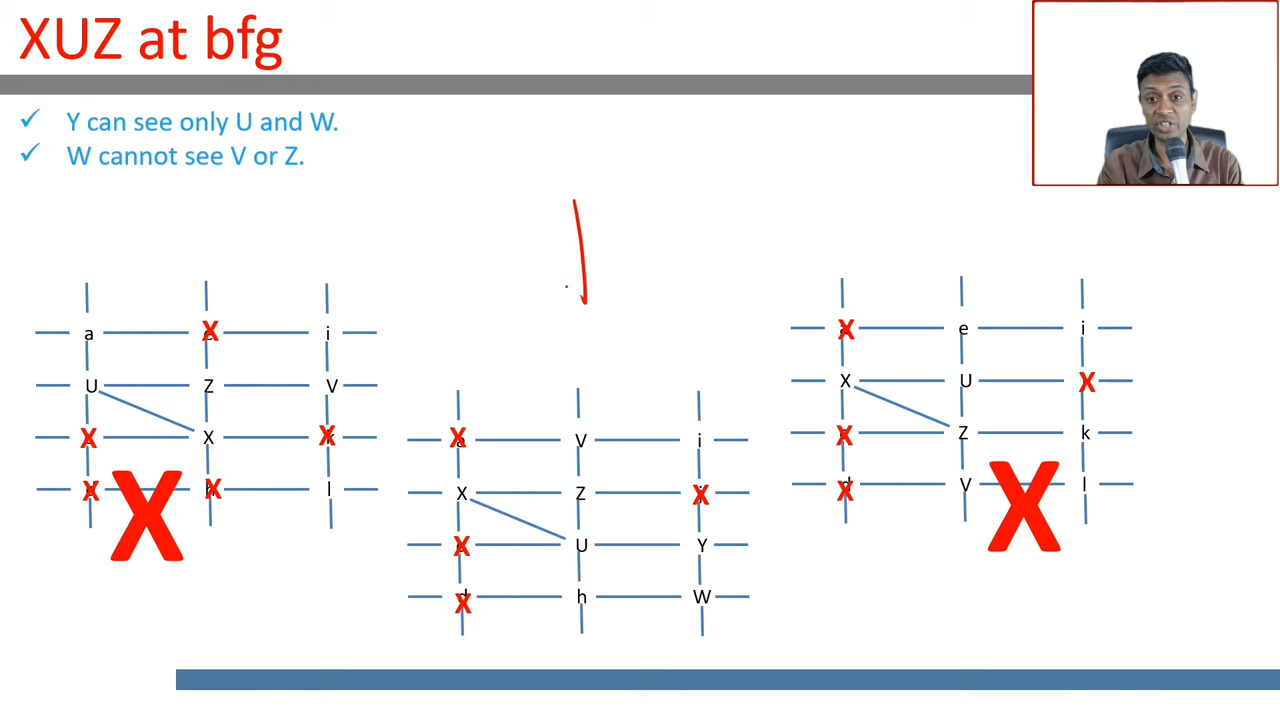 XUZ at bfg
✓ Y can see only U and W.
✓ W cannot see V or Z.
a X i
U Z V
X X X
X X l
X
X V i
X Z X
X U Y
X h W
X e i
X U X
X Z k
X V l
X